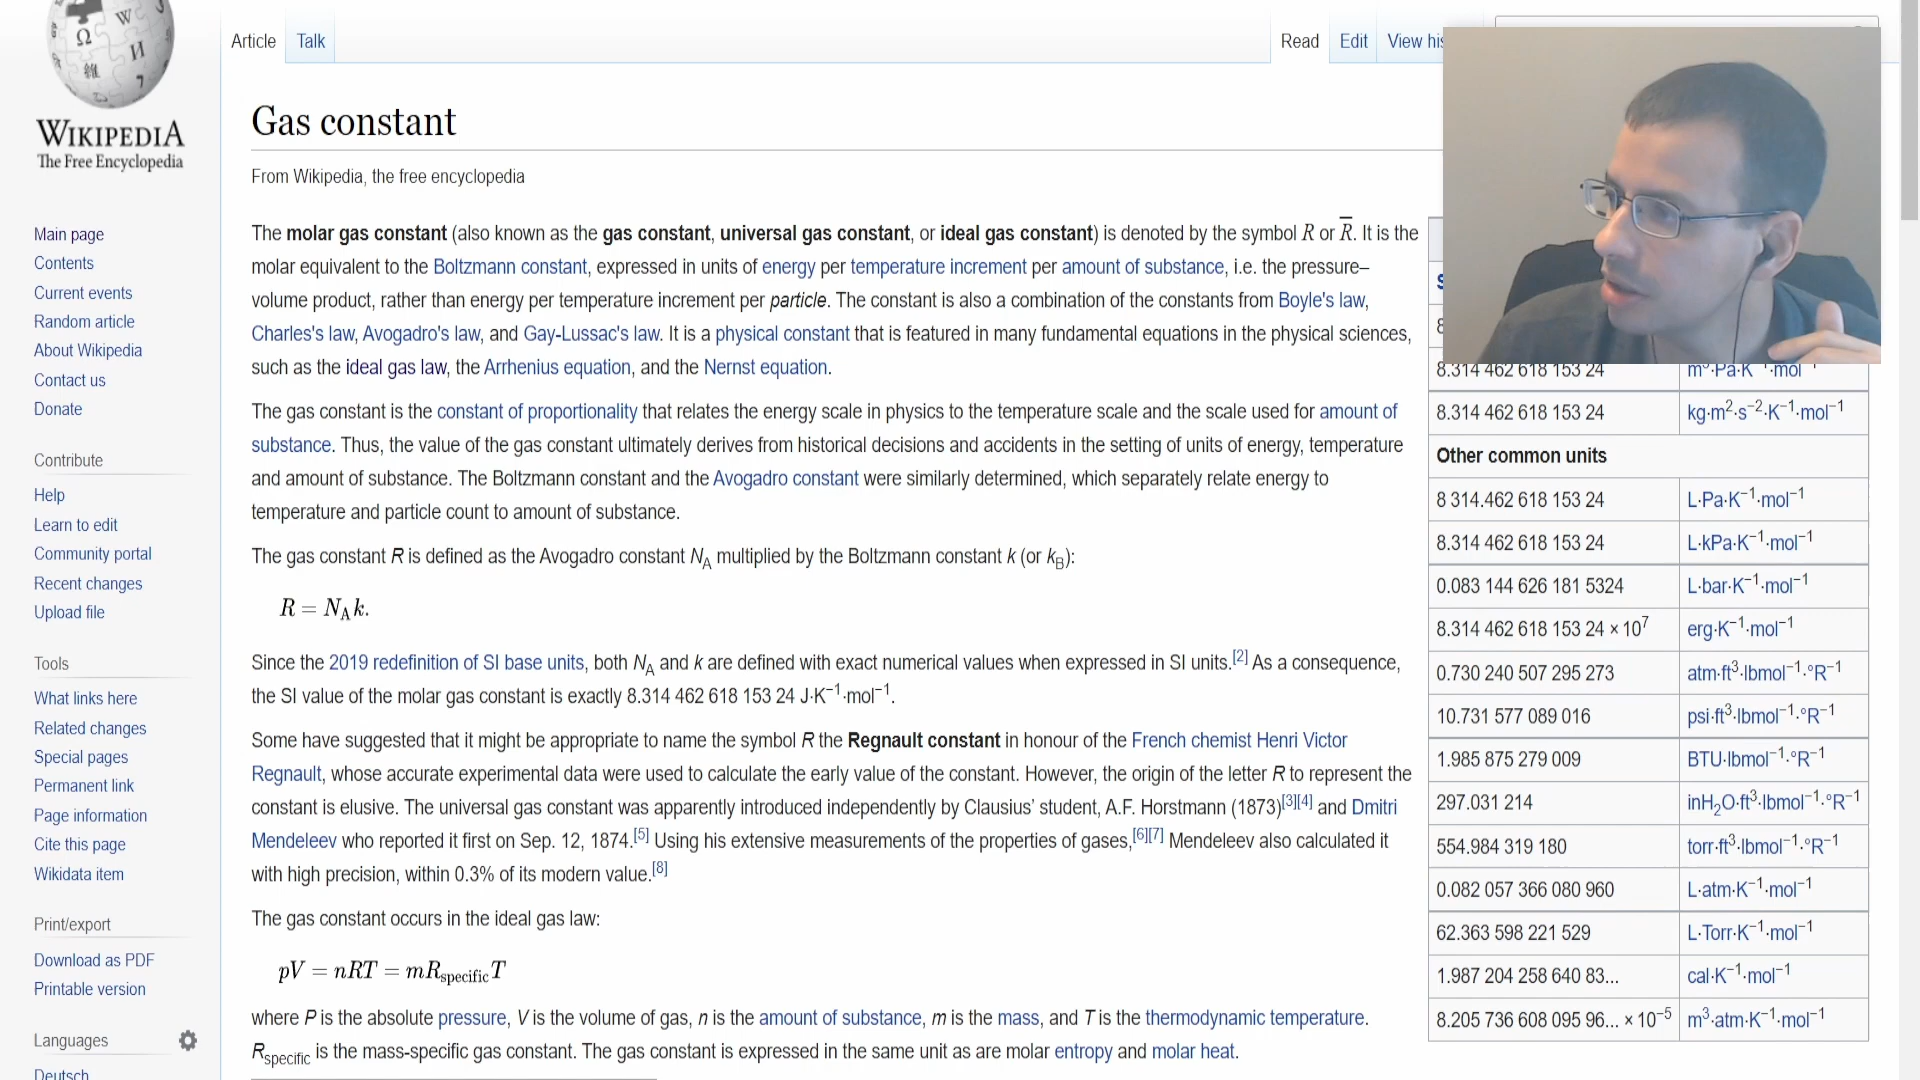 Article
Talk
Read
Edit
View his
WIKIPEDIA
The Free Encyclopedia
Main page
Contents
Current events
Random article
About Wikipedia
Contact us
Donate
Contribute
Help
Learn to edit
Community portal
Recent changes
Upload file
Tools
What links here
Related changes
Special pages
Permanent link
Page information
Cite this page
Wikidata item
Print/export
Download as PDF
Printable version
Languages
Deutsch
Gas constant
From Wikipedia, the free encyclopedia
The molar gas constant (also known as the gas constant, universal gas constant, or ideal gas constant) is denoted by the symbol R or R̅. It is the
molar equivalent to the Boltzmann constant, expressed in units of energy per temperature increment per amount of substance, i.e. the pressure–
volume product, rather than energy per temperature increment per particle. The constant is also a combination of the constants from Boyle's law,
Charles's law, Avogadro's law, and Gay-Lussac's law. It is a physical constant that is featured in many fundamental equations in the physical sciences,
such as the ideal gas law, the Arrhenius equation, and the Nernst equation.
The gas constant is the constant of proportionality that relates the energy scale in physics to the temperature scale and the scale used for amount of
substance. Thus, the value of the gas constant ultimately derives from historical decisions and accidents in the setting of units of energy, temperature
and amount of substance. The Boltzmann constant and the Avogadro constant were similarly determined, which separately relate energy to
temperature and particle count to amount of substance.
The gas constant R is defined as the Avogadro constant N_A multiplied by the Boltzmann constant k (or k_B):
R = N_A k.
Since the 2019 redefinition of SI base units, both N_A and k are defined with exact numerical values when expressed in SI units.[2] As a consequence,
the SI value of the molar gas constant is exactly 8.314 462 618 153 24 J⋅K⁻¹⋅mol⁻¹.
Some have suggested that it might be appropriate to name the symbol R the Regnault constant in honour of the French chemist Henri Victor
Regnault, whose accurate experimental data were used to calculate the early value of the constant. However, the origin of the letter R to represent the
constant is elusive. The universal gas constant was apparently introduced independently by Clausius' student, A.F. Horstmann (1873)[3][4] and Dmitri
Mendeleev who reported it first on Sep. 12, 1874.[5] Using his extensive measurements of the properties of gases,[6][7] Mendeleev also calculated it
with high precision, within 0.3% of its modern value.[8]
The gas constant occurs in the ideal gas law:
pV = nRT = mR_specific T
where P is the absolute pressure, V is the volume of gas, n is the amount of substance, m is the mass, and T is the thermodynamic temperature.
R_specific is the mass-specific gas constant. The gas constant is expressed in the same unit as are molar entropy and molar heat.
8.314 462 618 153 24 m³⋅Pa⋅K⁻¹⋅mol⁻¹
8.314 462 618 153 24 kg⋅m²⋅s⁻²⋅K⁻¹⋅mol⁻¹
Other common units
8 314.462 618 153 24 L⋅Pa⋅K⁻¹⋅mol⁻¹
8.314 462 618 153 24 L⋅kPa⋅K⁻¹⋅mol⁻¹
0.083 144 626 181 5324 L⋅bar⋅K⁻¹⋅mol⁻¹
8.314 462 618 153 24 × 10⁷ erg⋅K⁻¹⋅mol⁻¹
0.730 240 507 295 273 atm⋅ft³⋅lbmol⁻¹⋅°R⁻¹
10.731 577 089 016 psi⋅ft³⋅lbmol⁻¹⋅°R⁻¹
1.985 875 279 009 BTU⋅lbmol⁻¹⋅°R⁻¹
297.031 214 inH₂O⋅ft³⋅lbmol⁻¹⋅°R⁻¹
554.984 319 180 torr⋅ft³⋅lbmol⁻¹⋅°R⁻¹
0.082 057 366 080 960 L⋅atm⋅K⁻¹⋅mol⁻¹
62.363 598 221 529 L⋅Torr⋅K⁻¹⋅mol⁻¹
1.987 204 258 640 83... cal⋅K⁻¹⋅mol⁻¹
8.205 736 608 095 96... × 10⁻⁵ m³⋅atm⋅K⁻¹⋅mol⁻¹